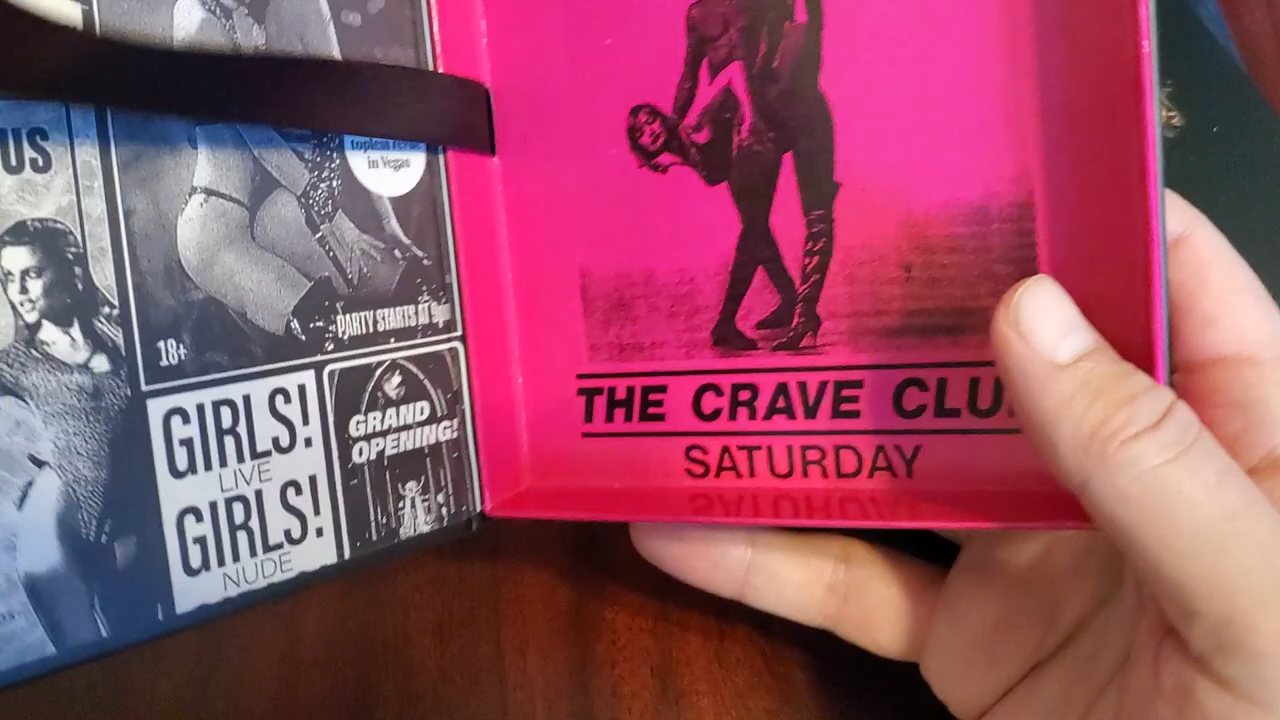 US
topless revue
in Vegas
PARTY STARTS AT 9pm
18+
GIRLS!
LIVE
GIRLS!
NUDE
GRAND
OPENING!
THE CRAVE CLU
SATURDAY